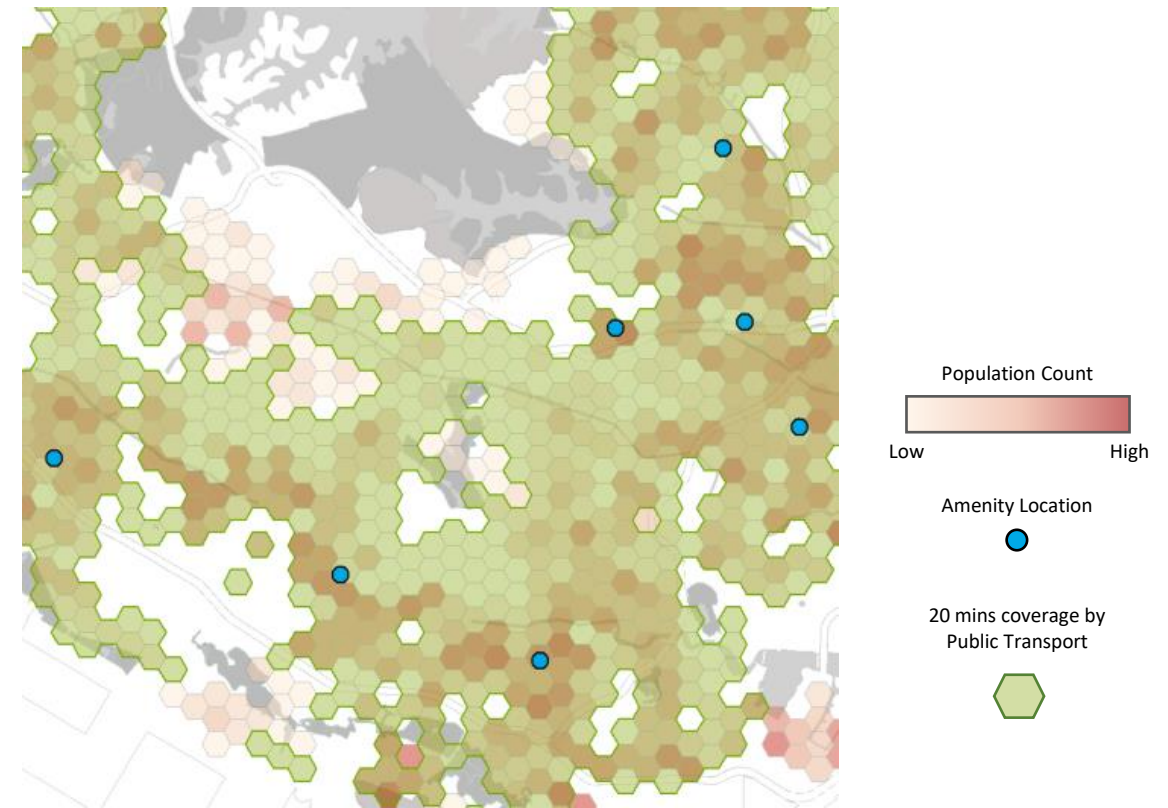 Population Count
Low High
Amenity Location
20 mins coverage by
Public Transport